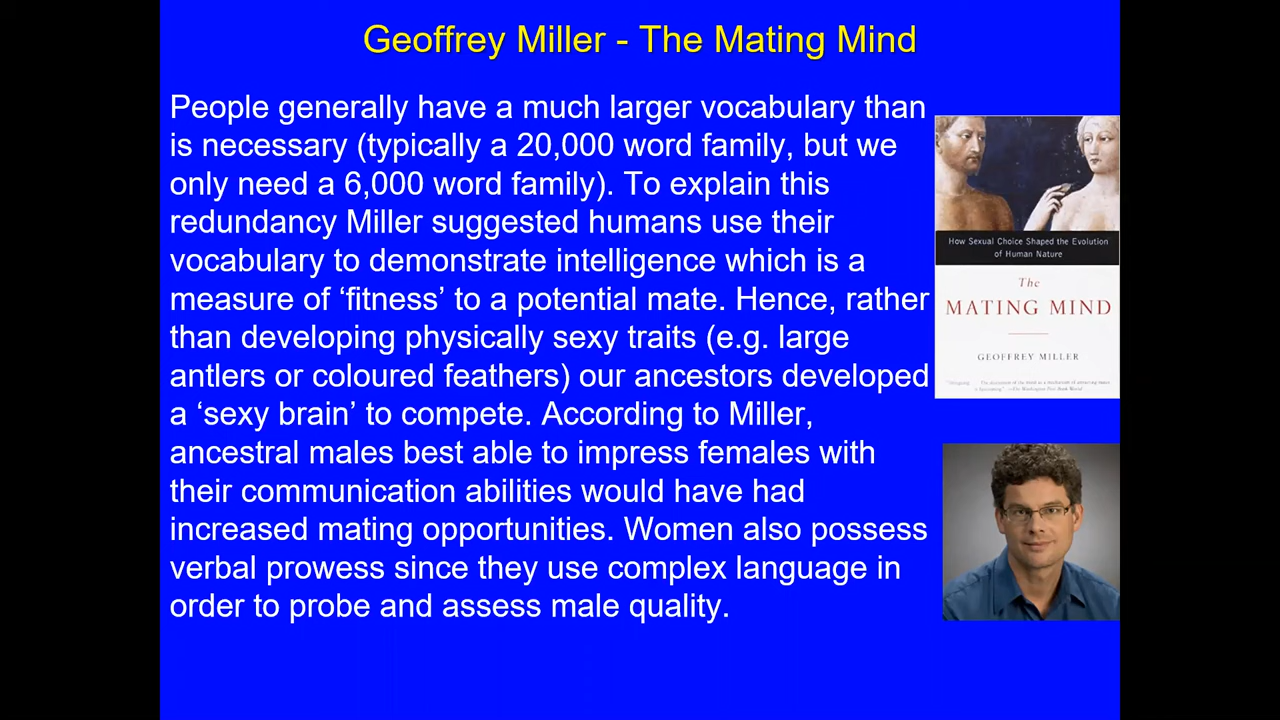 Geoffrey Miller - The Mating Mind
People generally have a much larger vocabulary than
is necessary (typically a 20,000 word family, but we
only need a 6,000 word family). To explain this
redundancy Miller suggested humans use their
vocabulary to demonstrate intelligence which is a
measure of ‘fitness’ to a potential mate. Hence, rather
than developing physically sexy traits (e.g. large
antlers or coloured feathers) our ancestors developed
a ‘sexy brain’ to compete. According to Miller,
ancestral males best able to impress females with
their communication abilities would have had
increased mating opportunities. Women also possess
verbal prowess since they use complex language in
order to probe and assess male quality.
How Sexual Choice Shaped the Evolution
of Human Nature
The
MATING MIND
GEOFFREY MILLER